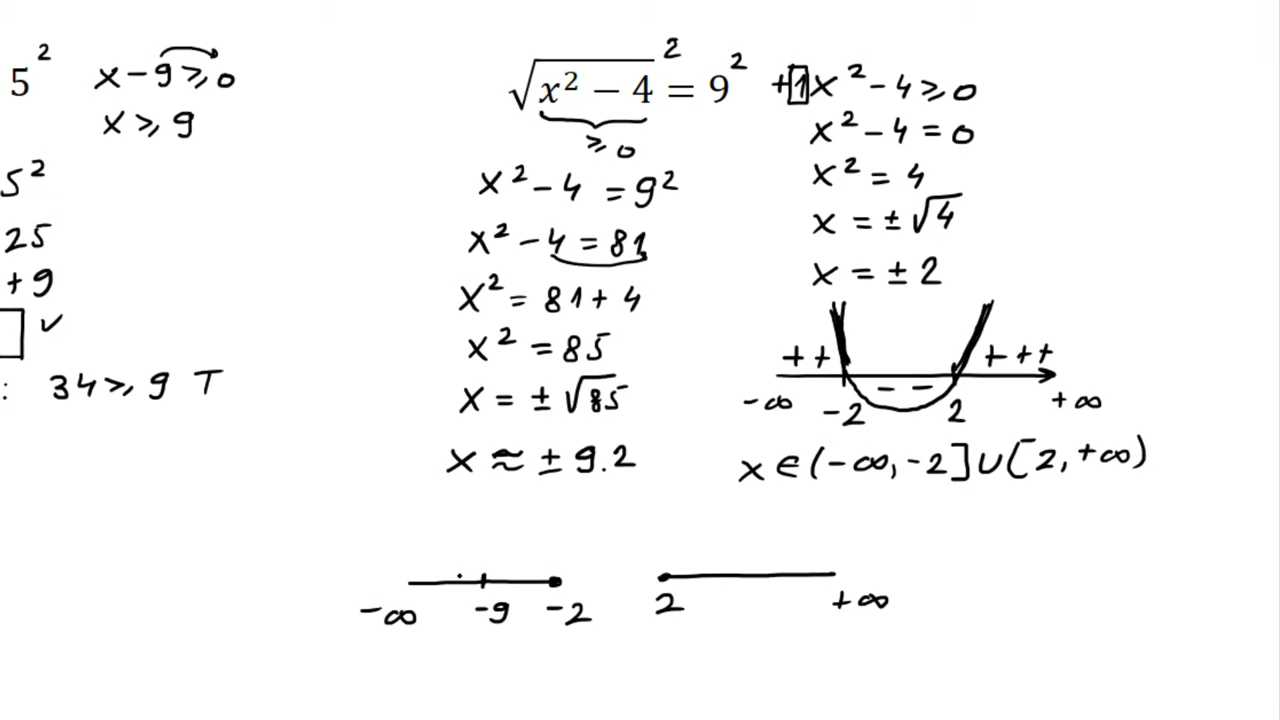 5² x - 9 ≥ 0
x ≥ 9
5²
25
+ 9
✓
: 34 ≥ 9 T
√(x² − 4)² = 9²
≥ 0
x² - 4 = 9²
x² - 4 = 81
x² = 81 + 4
x² = 85
x = ± √85
x ≈ ± 9.2
+1x² - 4 ≥ 0
x² - 4 = 0
x² = 4
x = ± √4
x = ± 2
+ + - - + + +
-∞ -2 2 +∞
x ∈ (-∞, -2] ∪ [2, +∞)
-∞ -9 -2 2 +∞